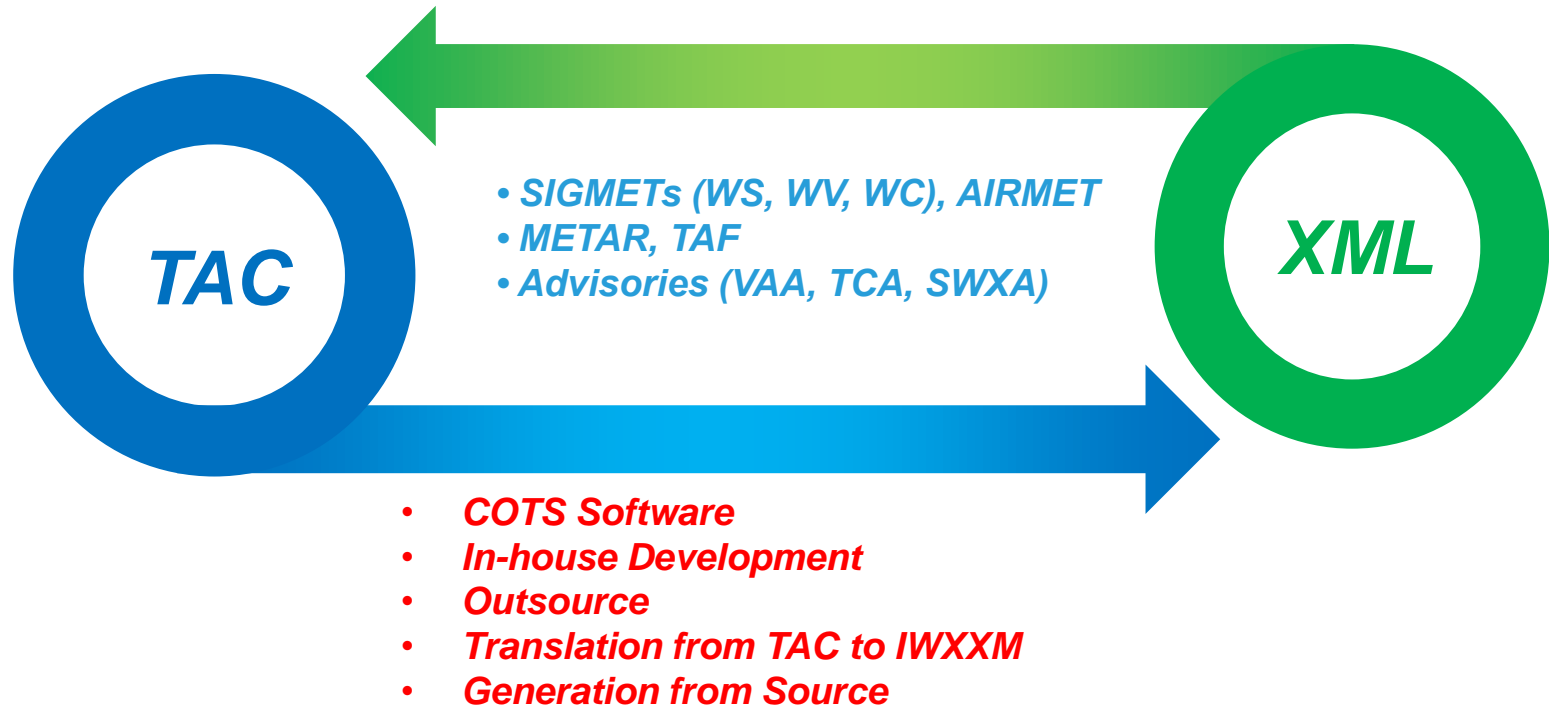 TAC
• SIGMETs (WS, WV, WC), AIRMET
• METAR, TAF
• Advisories (VAA, TCA, SWXA)
XML
• COTS Software
• In-house Development
• Outsource
• Translation from TAC to IWXXM
• Generation from Source